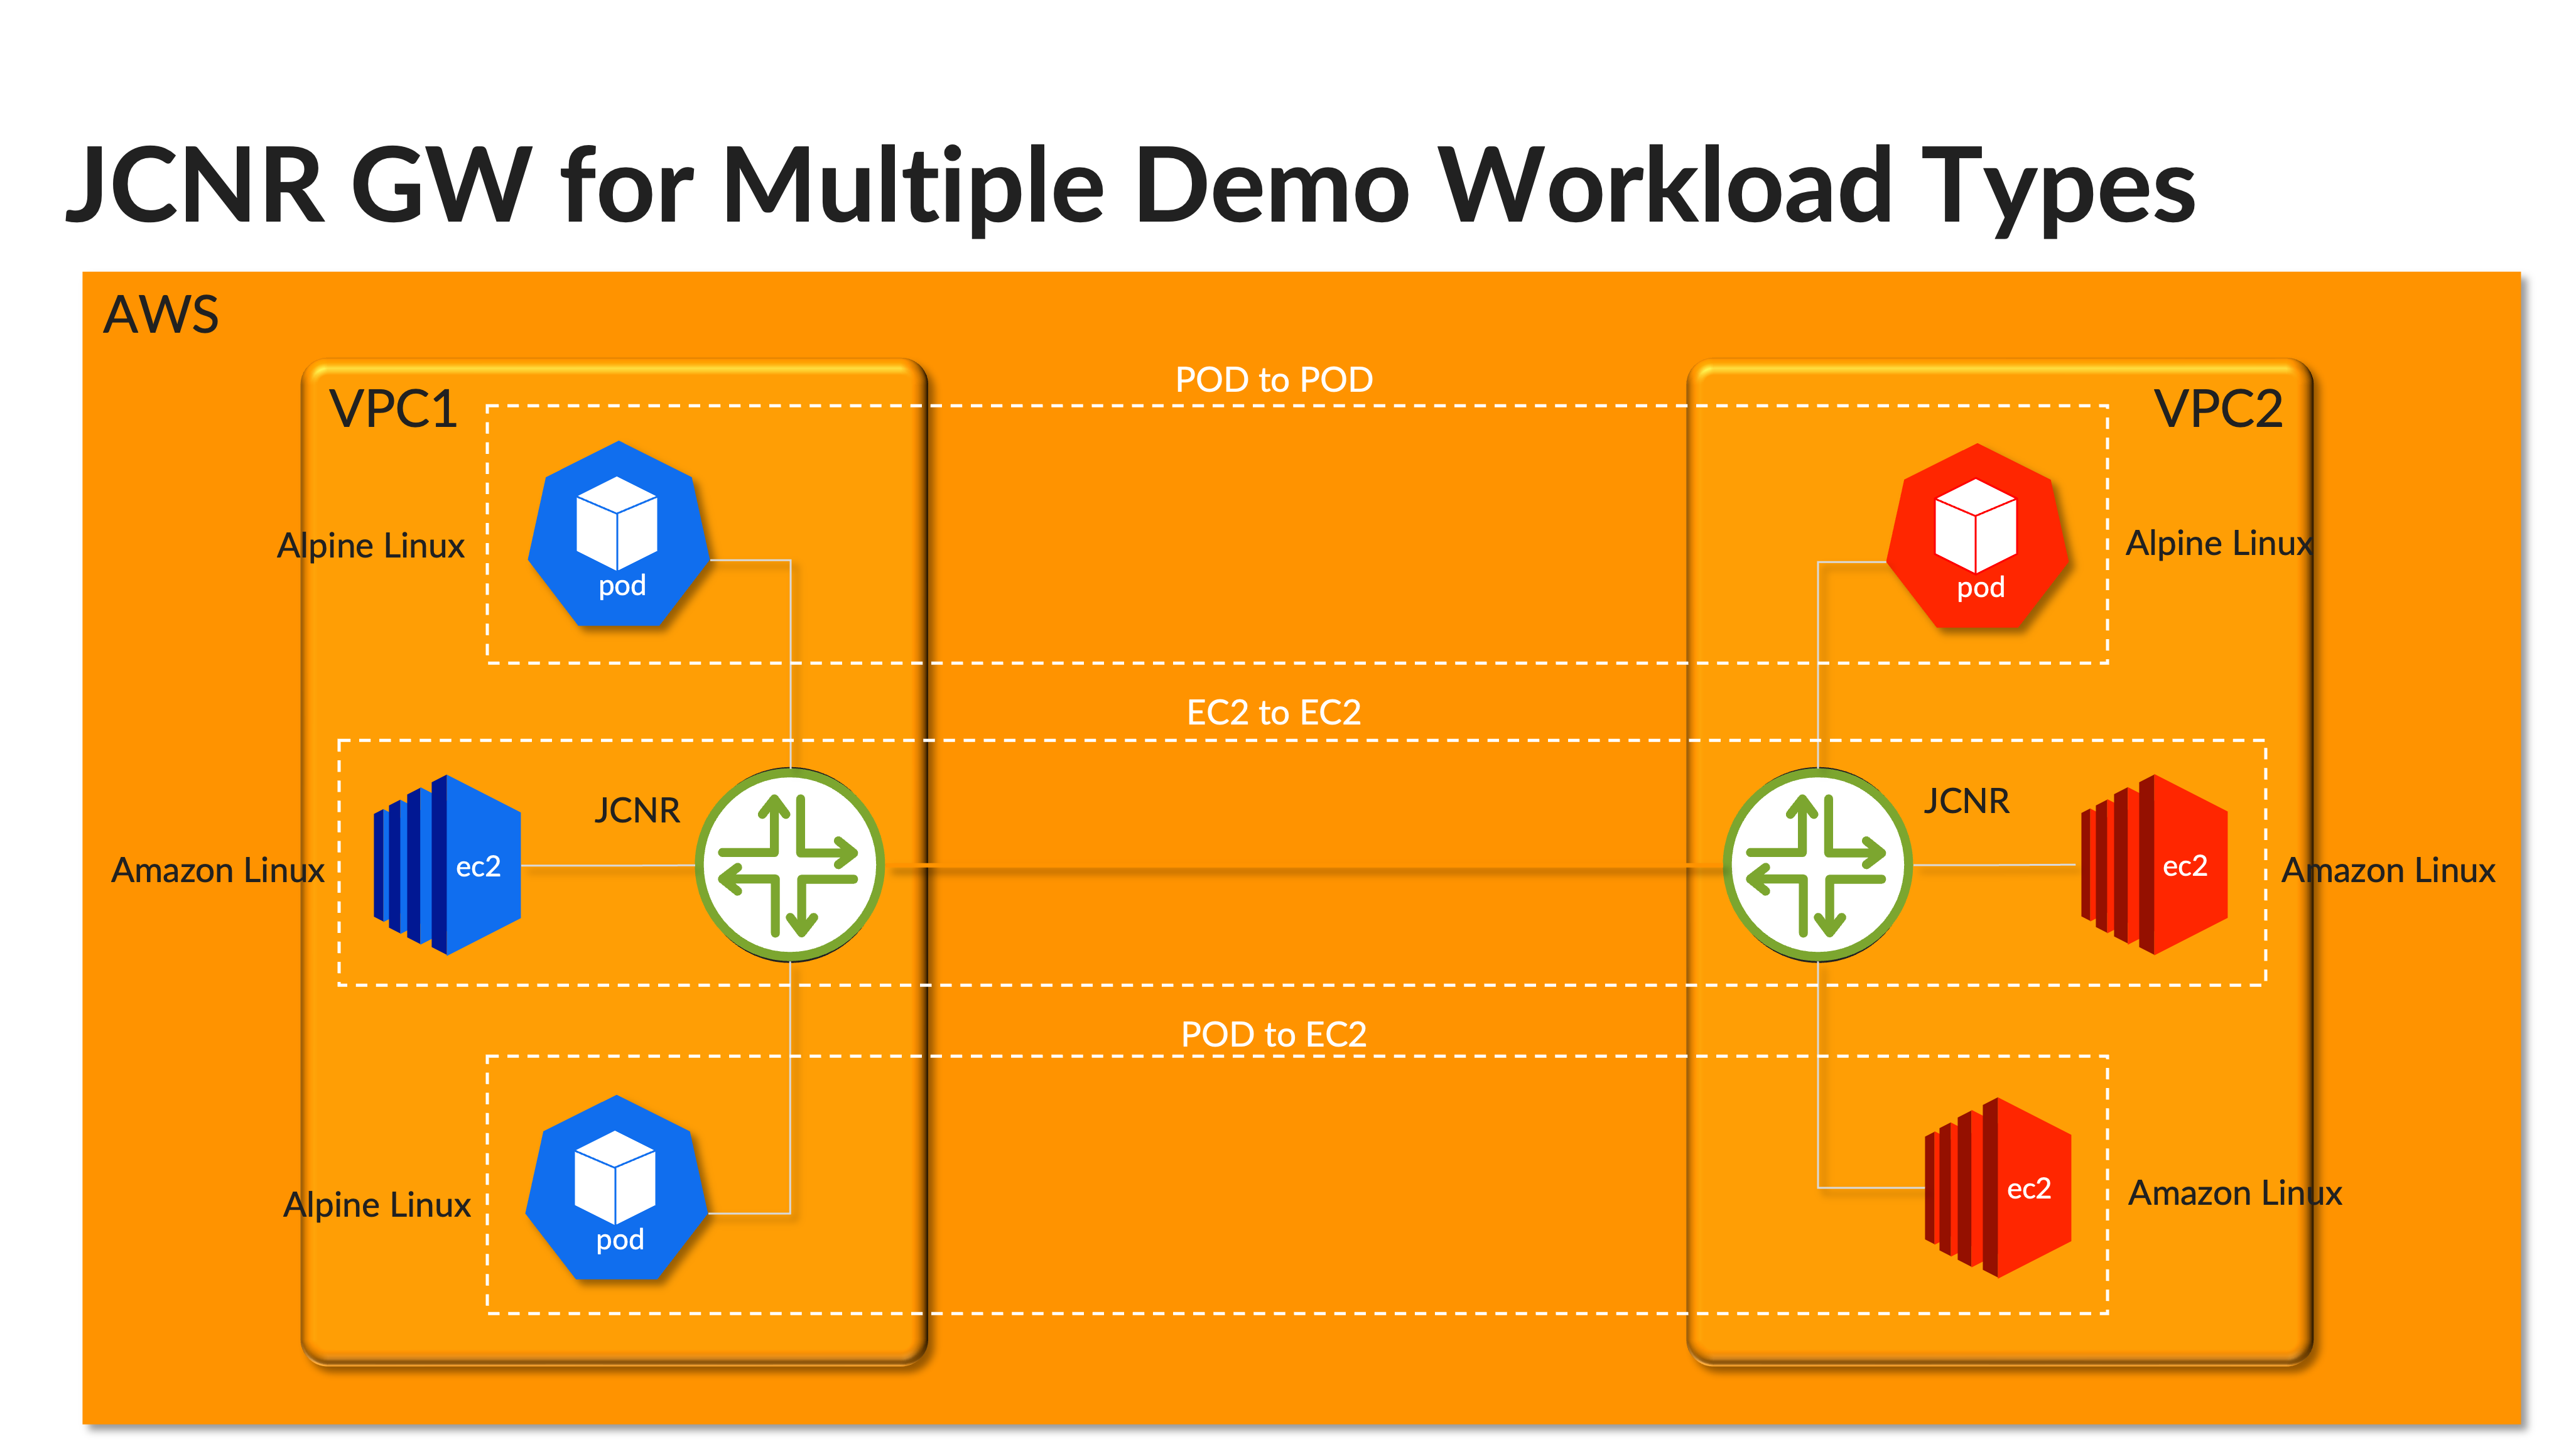 JCNR GW for Multiple Demo Workload Types
AWS
POD to POD
VPC1
VPC2
Alpine Linux
pod
pod
Alpine Linux
EC2 to EC2
JCNR
JCNR
Amazon Linux
ec2
ec2
Amazon Linux
POD to EC2
Alpine Linux
pod
ec2
Amazon Linux